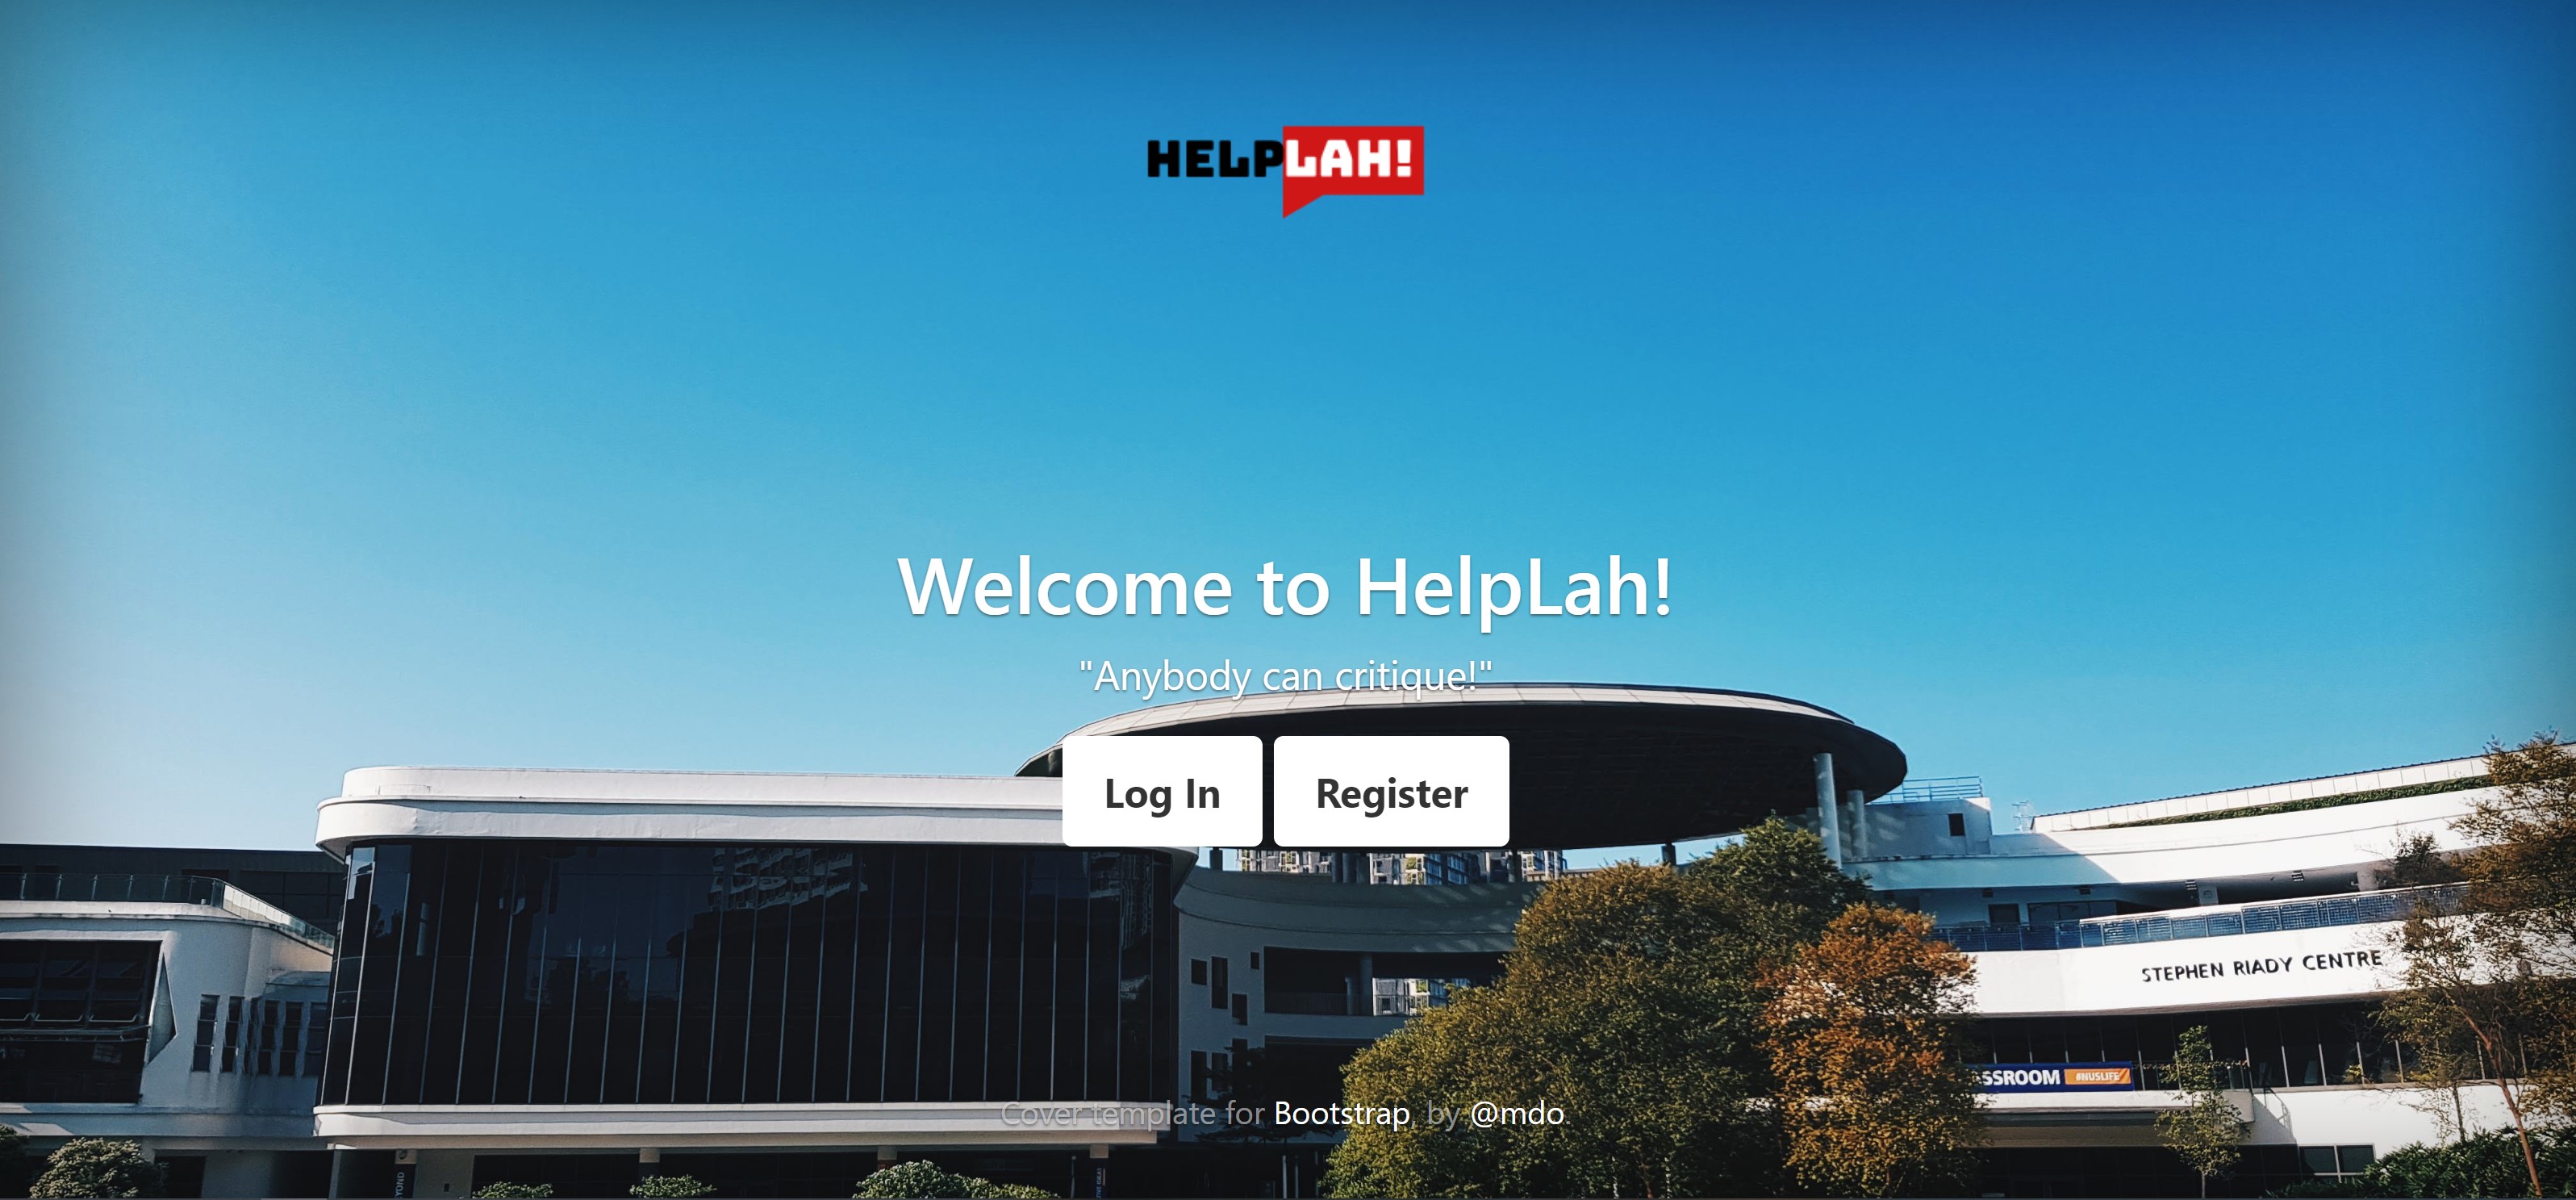 HELPLAH!
Welcome to HelpLah!
"Anybody can critique!"
Log In
Register
STEPHEN RIADY CENTRE
SSROOM #NUSLIFE
Cover template for Bootstrap, by @mdo.